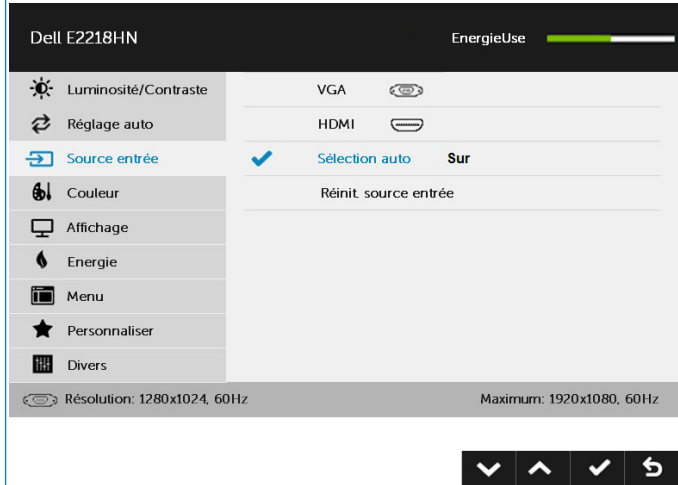 Dell E2218HN
EnergieUse
Luminosité/Contraste
Réglage auto
Source entrée
Couleur
Affichage
Energie
Menu
Personnaliser
Divers
VGA
HDMI
Sélection auto Sur
Réinit. source entrée
Résolution: 1280x1024, 60Hz
Maximum: 1920x1080, 60Hz